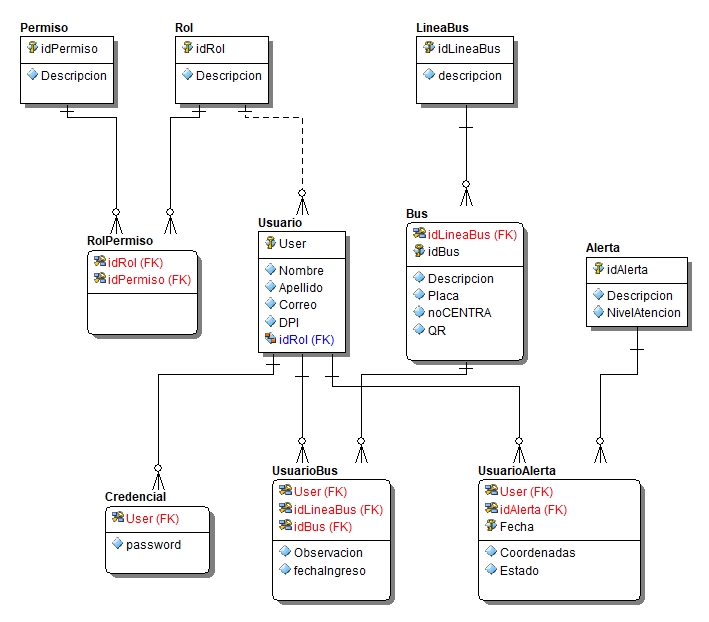 Permiso
idPermiso
Descripcion
Rol
idRol
Descripcion
LineaBus
idLineaBus
descripcion
RolPermiso
idRol (FK)
idPermiso (FK)
Usuario
User
Nombre
Apellido
Correo
DPI
idRol (FK)
Bus
idLineaBus (FK)
idBus
Descripcion
Placa
noCENTRA
QR
Alerta
idAlerta
Descripcion
NivelAtencion
Credencial
User (FK)
password
UsuarioBus
User (FK)
idLineaBus (FK)
idBus (FK)
Observacion
fechaIngreso
UsuarioAlerta
User (FK)
idAlerta (FK)
Fecha
Coordenadas
Estado